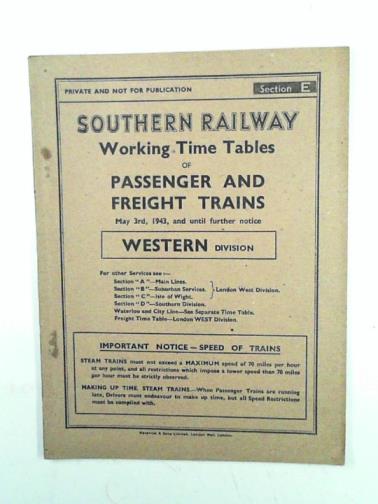 PRIVATE AND NOT FOR PUBLICATION
Section E
SOUTHERN RAILWAY
Working Time Tables
OF
PASSENGER AND
FREIGHT TRAINS
May 3rd, 1943, and until further notice
WESTERN DIVISION
For other Services see :—
Section "A"—Main Lines.
Section "B"—Suburban Services. } London West Division.
Section "C"—Isle of Wight.
Section "D"—Southern Division.
Waterloo and City Line—See Separate Time Table.
Freight Time Table—London WEST Division.
IMPORTANT NOTICE—SPEED OF TRAINS
STEAM TRAINS must not exceed a MAXIMUM speed of 70 miles per hour
at any point, and all restrictions which impose a lower speed than 70 miles
per hour must be strictly observed.
MAKING UP TIME, STEAM TRAINS.—When Passenger Trains are running
late, Drivers must endeavour to make up time, but all Speed Restrictions
must be complied with.
& Sons Limited, London Wall, London.